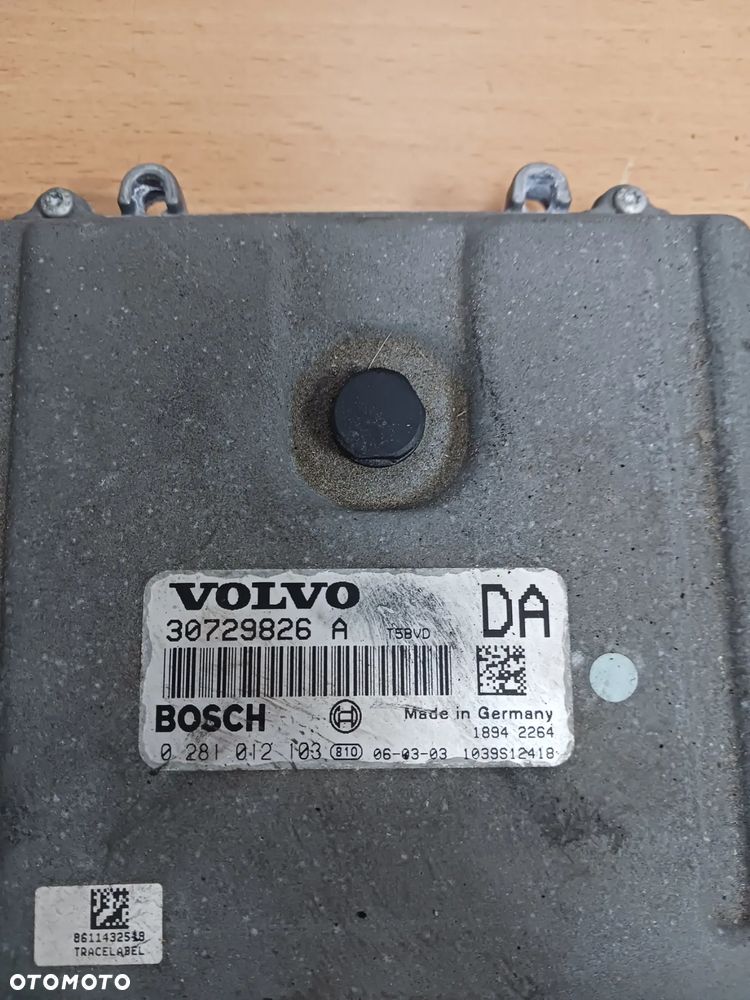 VOLVO
30729826 A T5BVD
DA
BOSCH Made in Germany
1894 2264
0 281 012 103 810 06-03-03 1039S12418
TRACELABEL
OTOMOTO
OTOMOTO